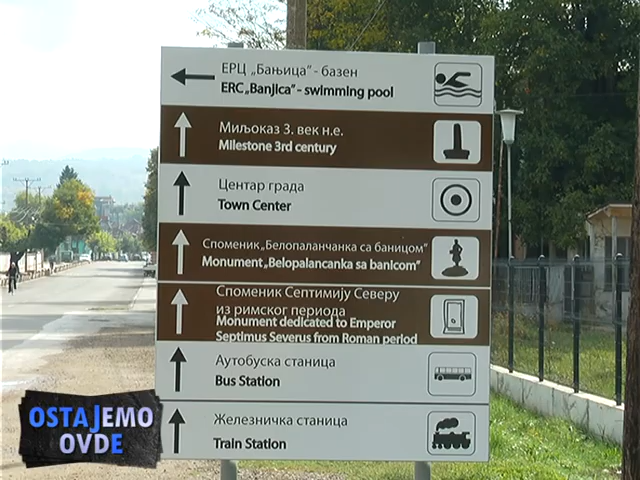 ЕРЦ „Бањица” - базен
ERC „Banjica” - swimming pool
Миљоказ 3. век н.е.
Milestone 3rd century
Центар града
Town Center
Споменик „Белопаланчанка са баницом”
Monument „Belopalancanka sa banicom”
Споменик Септимију Северу
из римског периода
Monument dedicated to Emperor
Septimus Severus from Roman period
Аутобуска станица
Bus Station
Железничка станица
Train Station
OSTAJEMO
OVDE